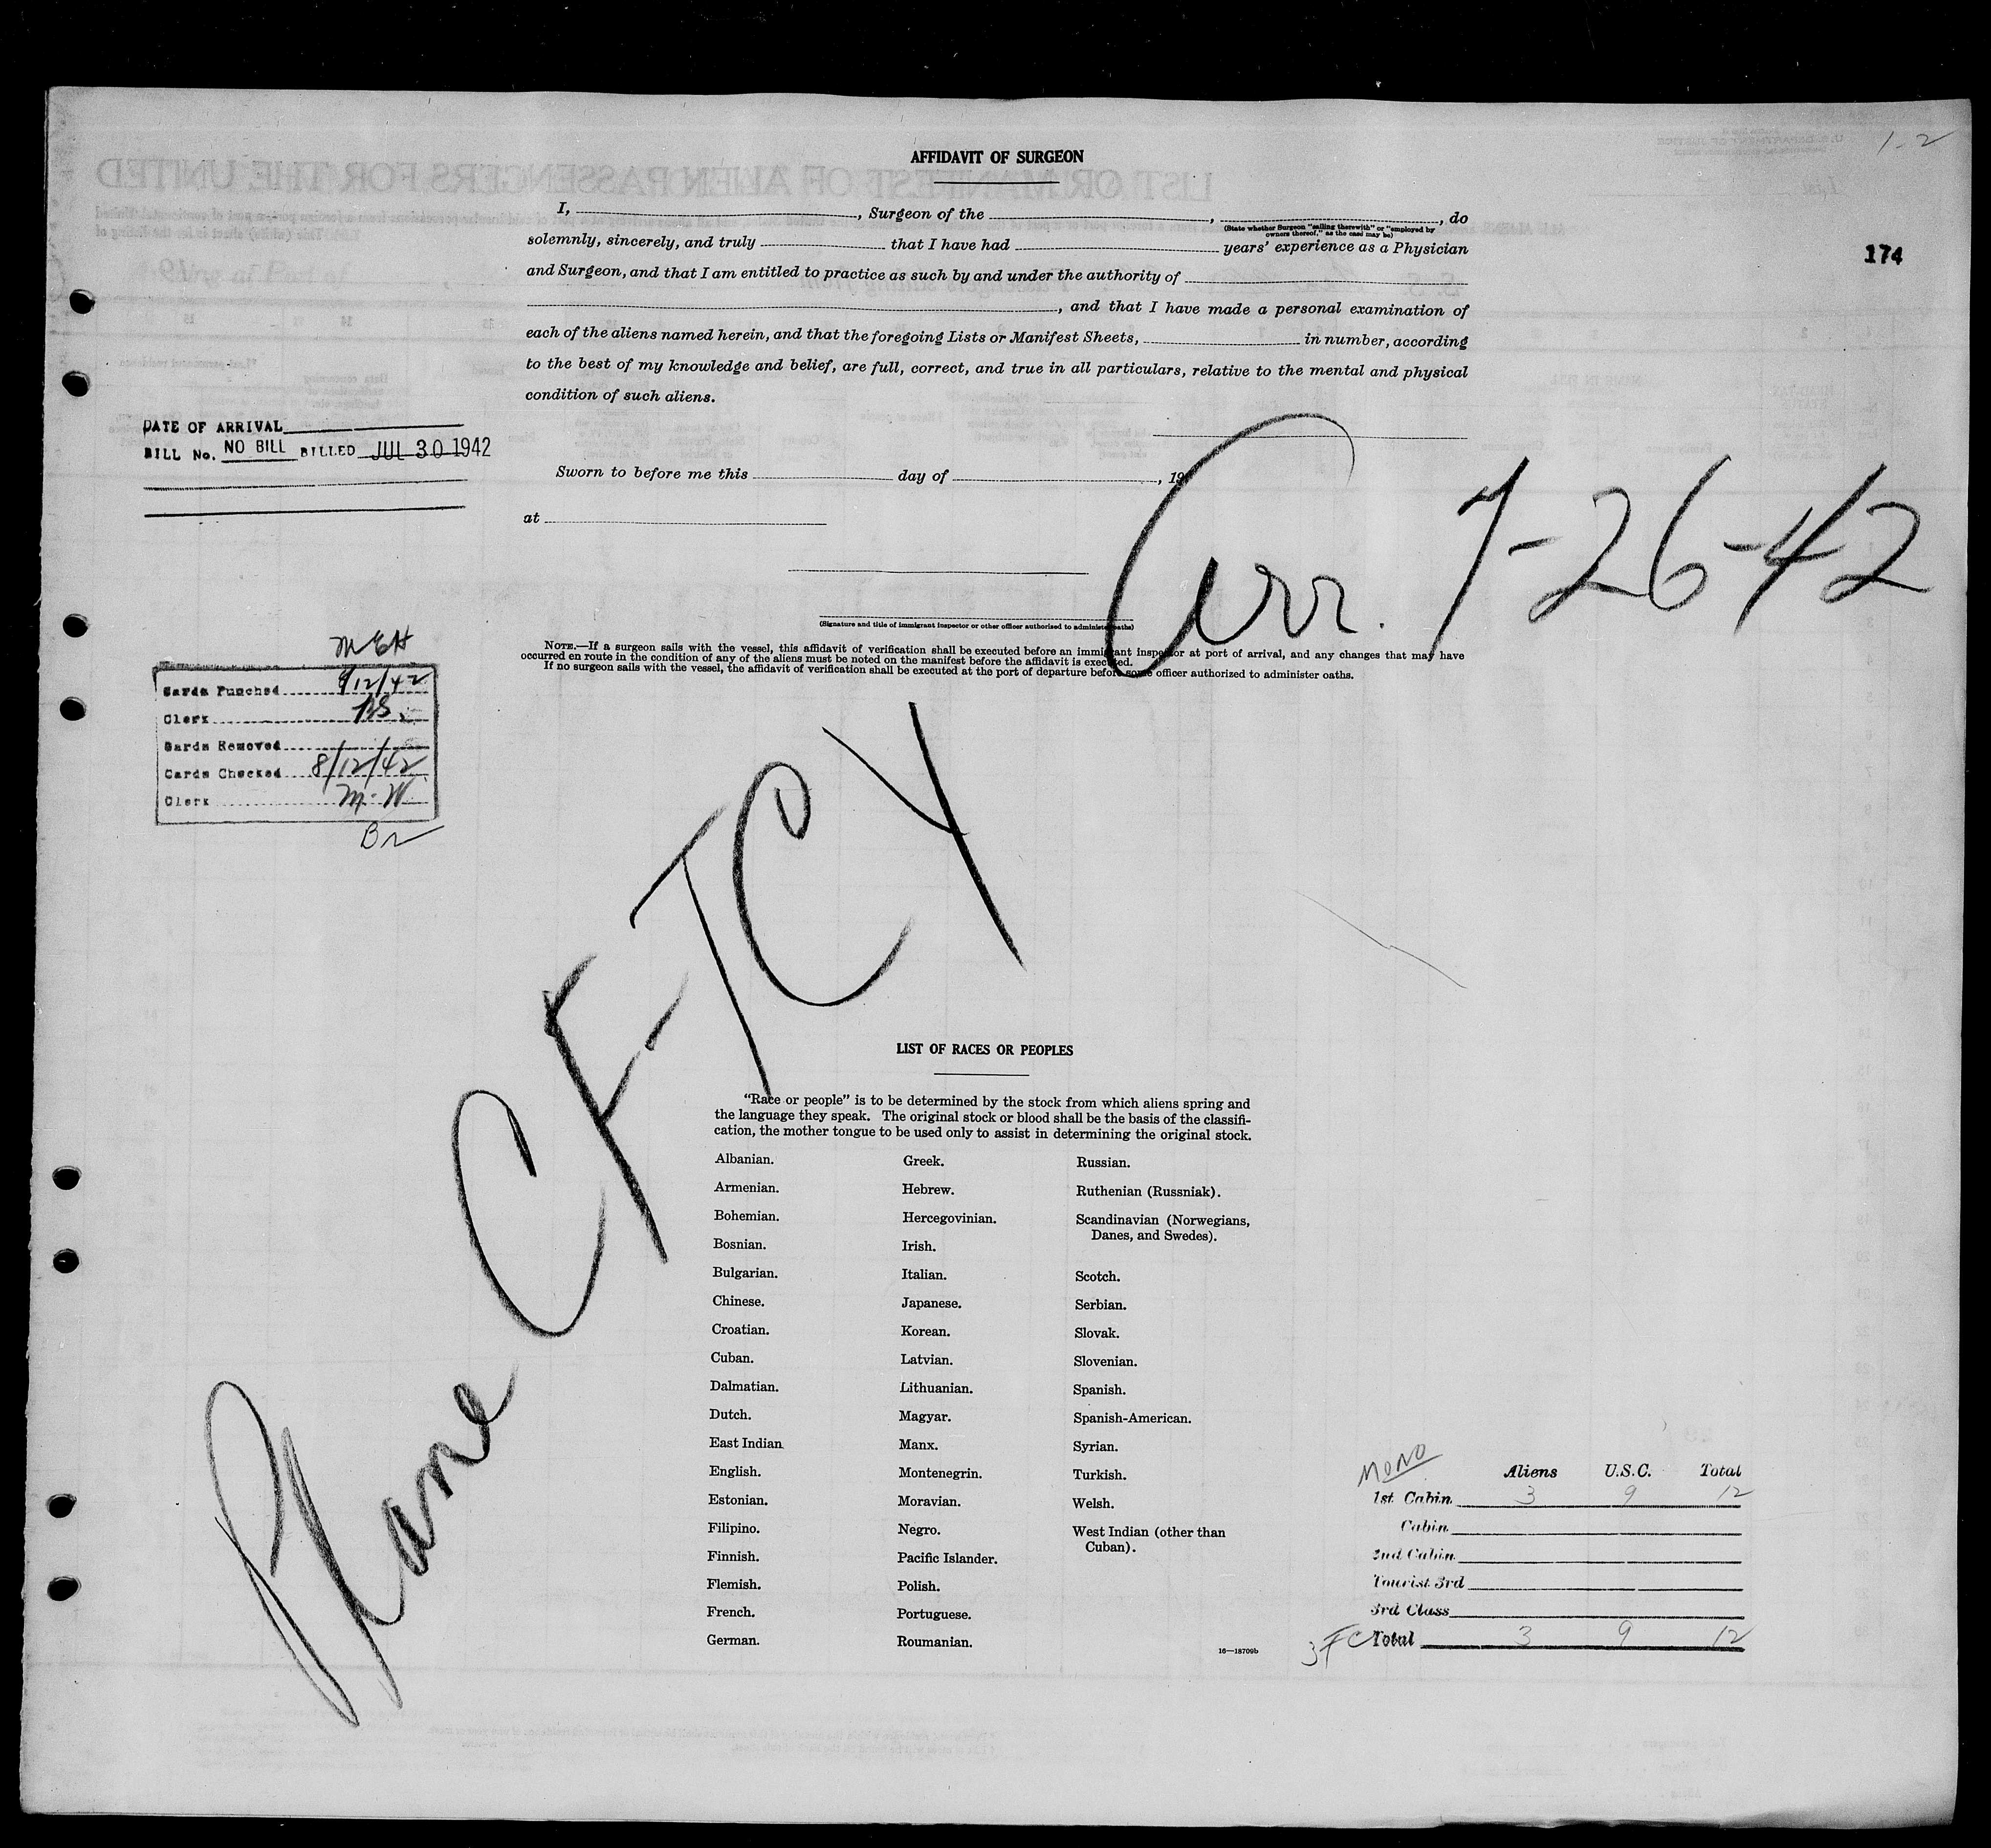 1-2
AFFIDAVIT OF SURGEON
174
I, , Surgeon of the , , do
(State whether Surgeon "sailing therewith" or "employed by
owners thereof," as the case may be)
solemnly, sincerely, and truly that I have had years' experience as a Physician
and Surgeon, and that I am entitled to practice as such by and under the authority of
, and that I have made a personal examination of
each of the aliens named herein, and that the foregoing Lists or Manifest Sheets, in number, according
to the best of my knowledge and belief, are full, correct, and true in all particulars, relative to the mental and physical
condition of such aliens.
DATE OF ARRIVAL
BILL No. NO BILL BILLED JUL 30 1942
Sworn to before me this day of , 19
at
Arr. 7-26-42
(Signature and title of immigrant inspector or other officer authorized to administer oaths)
NOTE.—If a surgeon sails with the vessel, this affidavit of verification shall be executed before an immigrant inspector at port of arrival, and any changes that may have
occurred en route in the condition of any of the aliens must be noted on the manifest before the affidavit is executed.
If no surgeon sails with the vessel, the affidavit of verification shall be executed at the port of departure before some officer authorized to administer oaths.
MEH
Cards Punched 8/12/42
Clerk
Cards Removed
Cards Checked 8/12/42
Clerk M.W.
Plane CF-TCY
LIST OF RACES OR PEOPLES
"Race or people" is to be determined by the stock from which aliens spring and
the language they speak. The original stock or blood shall be the basis of the classifi-
cation, the mother tongue to be used only to assist in determining the original stock.
Albanian.
Armenian.
Bohemian.
Bosnian.
Bulgarian.
Chinese.
Croatian.
Cuban.
Dalmatian.
Dutch.
East Indian
English.
Estonian.
Filipino.
Finnish.
Flemish.
French.
German.
Greek.
Hebrew.
Hercegovinian.
Irish.
Italian.
Japanese.
Korean.
Latvian.
Lithuanian.
Magyar.
Manx.
Montenegrin.
Moravian.
Negro.
Pacific Islander.
Polish.
Portuguese.
Roumanian.
Russian.
Ruthenian (Russniak).
Scandinavian (Norwegians,
Danes, and Swedes).
Scotch.
Serbian.
Slovak.
Slovenian.
Spanish.
Spanish-American.
Syrian.
Turkish.
Welsh.
West Indian (other than
Cuban).
16—18709b
MONO
Aliens U.S.C. Total
1st Cabin 3 9 12
Cabin
2nd Cabin
Tourist 3rd
3rd Class
Total 3 9 12